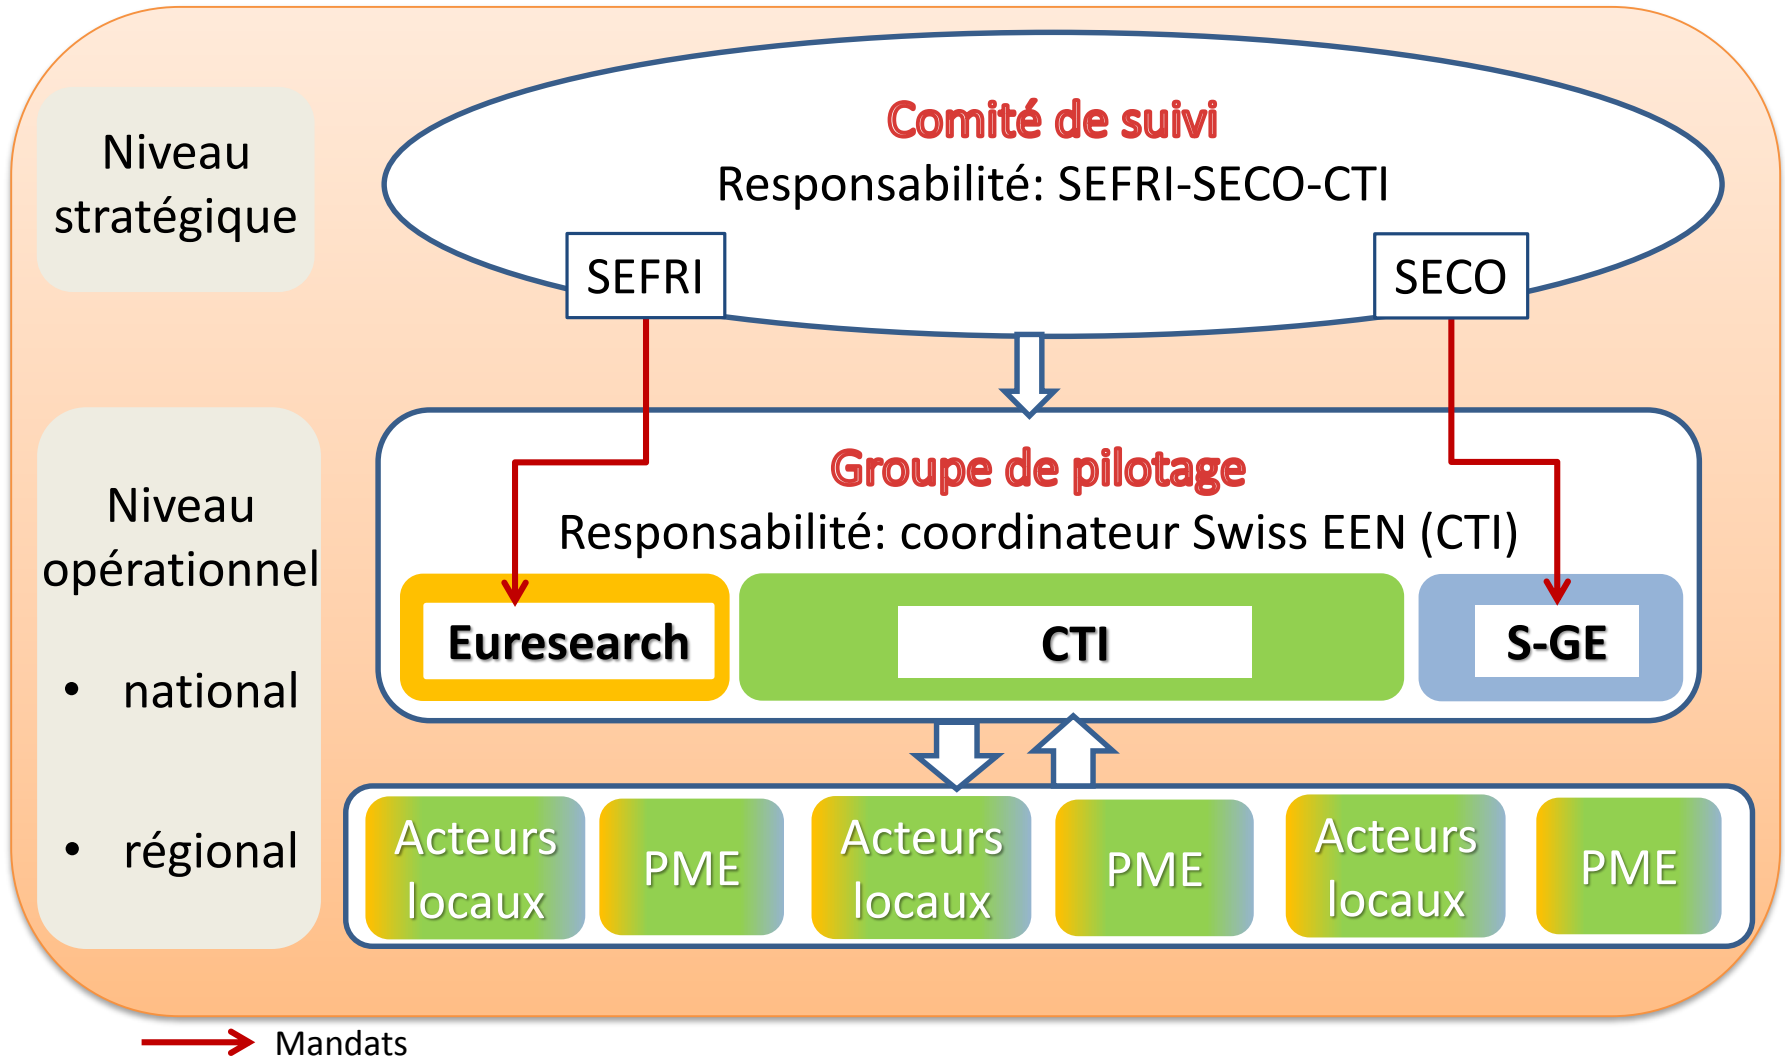 Niveau
stratégique
Comité de suivi
Responsabilité: SEFRI-SECO-CTI
SEFRI
SECO
Niveau
opérationnel
• national
• régional
Groupe de pilotage
Responsabilité: coordinateur Swiss EEN (CTI)
Euresearch
CTI
S-GE
Acteurs
locaux
PME
Acteurs
locaux
PME
Acteurs
locaux
PME
Mandats